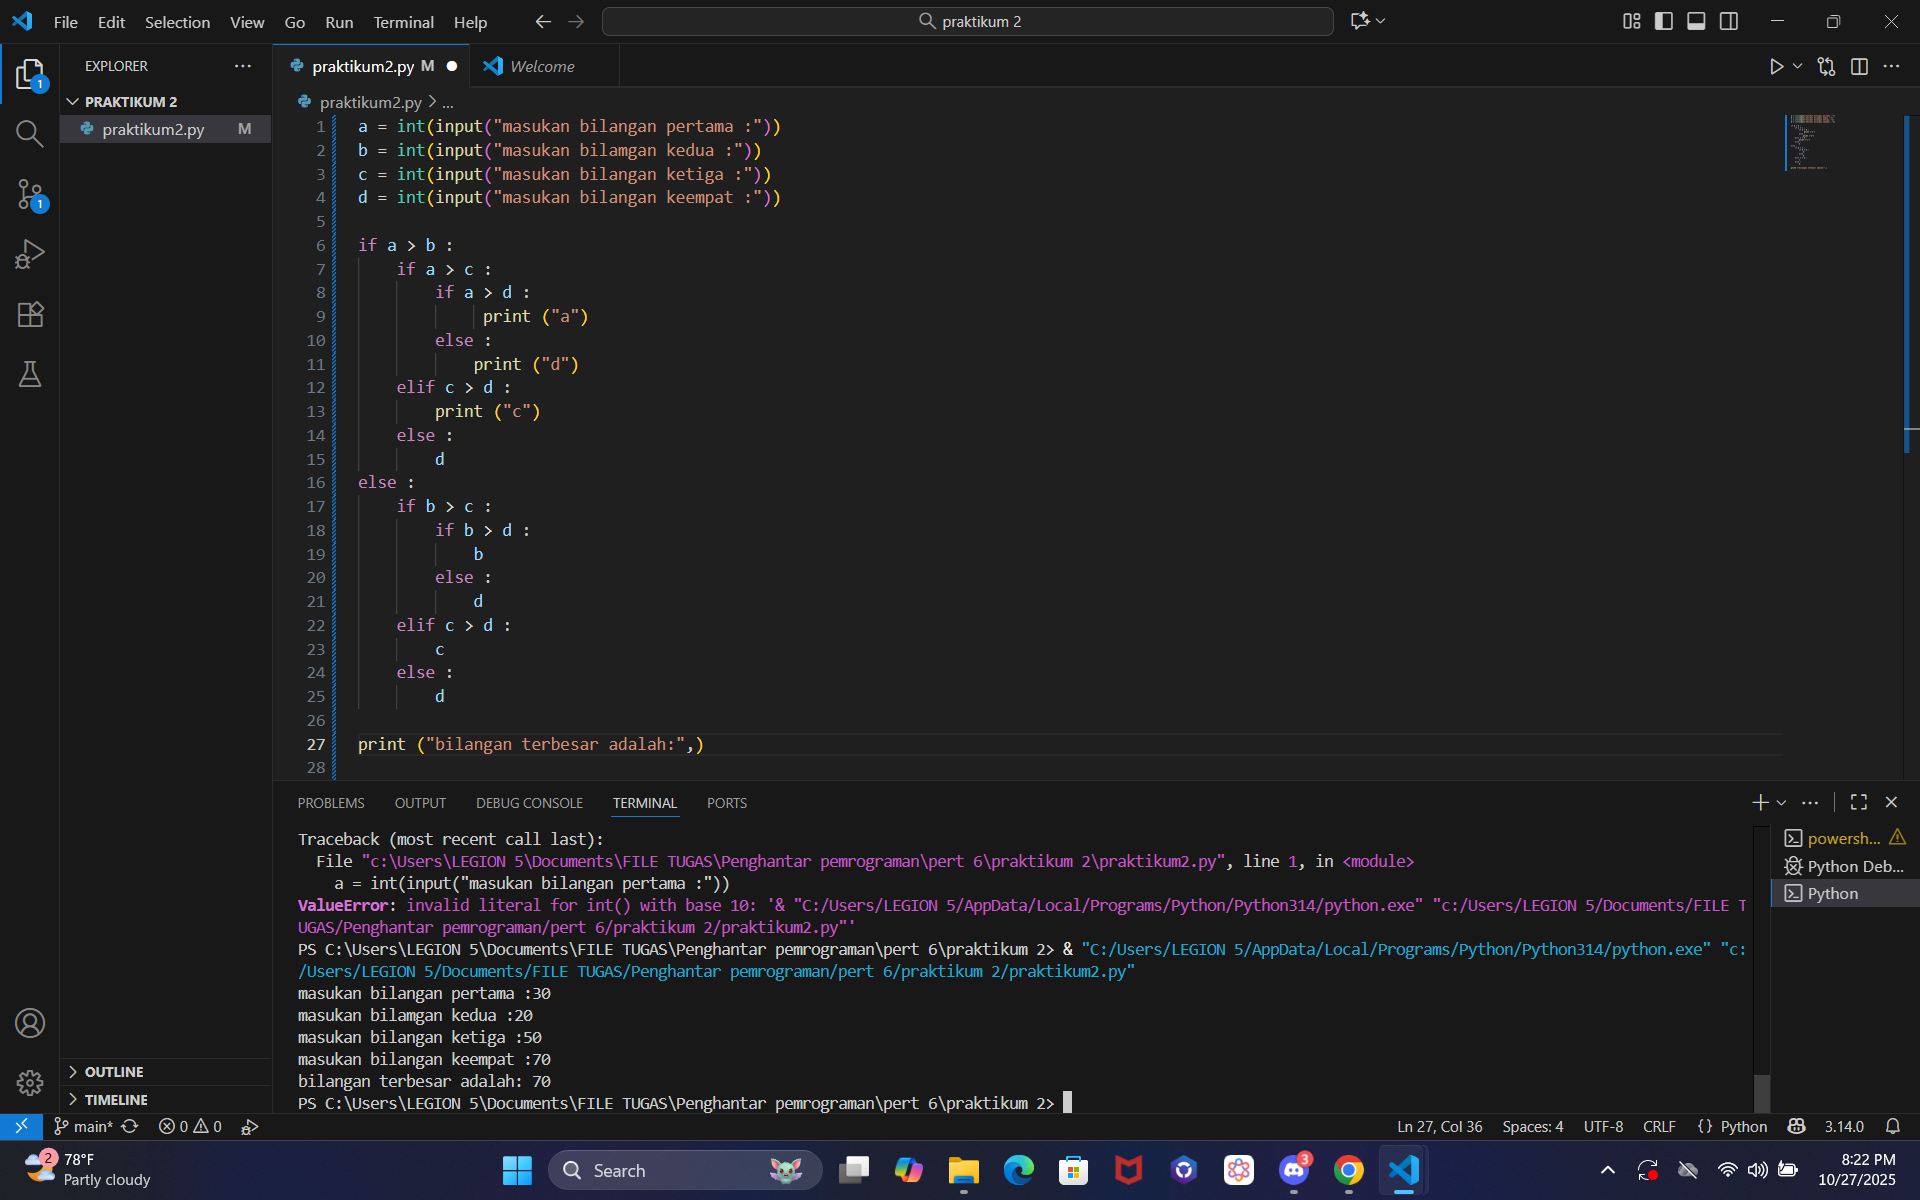 File Edit Selection View Go Run Terminal Help
praktikum 2
EXPLORER
PRAKTIKUM 2
praktikum2.py M
1
1
praktikum2.py M
Welcome
praktikum2.py > ...
1 a = int(input("masukan bilangan pertama :"))
2 b = int(input("masukan bilamgan kedua :"))
3 c = int(input("masukan bilangan ketiga :"))
4 d = int(input("masukan bilangan keempat :"))
5
6 if a > b :
7 if a > c :
8 if a > d :
9 print ("a")
10 else :
11 print ("d")
12 elif c > d :
13 print ("c")
14 else :
15 d
16 else :
17 if b > c :
18 if b > d :
19 b
20 else :
21 d
22 elif c > d :
23 c
24 else :
25 d
26
27 print ("bilangan terbesar adalah:",)
28
PROBLEMS OUTPUT DEBUG CONSOLE TERMINAL PORTS
Traceback (most recent call last):
File "c:\Users\LEGION 5\Documents\FILE TUGAS\Penghantar pemrograman\pert 6\praktikum 2\praktikum2.py", line 1, in <module>
a = int(input("masukan bilangan pertama :"))
ValueError: invalid literal for int() with base 10: '& "C:/Users/LEGION 5/AppData/Local/Programs/Python/Python314/python.exe" "c:/Users/LEGION 5/Documents/FILE T
UGAS/Penghantar pemrograman/pert 6/praktikum 2/praktikum2.py"'
PS C:\Users\LEGION 5\Documents\FILE TUGAS\Penghantar pemrograman\pert 6\praktikum 2> & "C:/Users/LEGION 5/AppData/Local/Programs/Python/Python314/python.exe" "c:
/Users/LEGION 5/Documents/FILE TUGAS/Penghantar pemrograman/pert 6/praktikum 2/praktikum2.py"
masukan bilangan pertama :30
masukan bilamgan kedua :20
masukan bilangan ketiga :50
masukan bilangan keempat :70
bilangan terbesar adalah: 70
PS C:\Users\LEGION 5\Documents\FILE TUGAS\Penghantar pemrograman\pert 6\praktikum 2>
powersh...
Python Deb...
Python
OUTLINE
TIMELINE
main* 0 0
Ln 27, Col 36 Spaces: 4 UTF-8 CRLF {} Python 3.14.0
2
78°F
Partly cloudy
Search
3
8:22 PM
10/27/2025